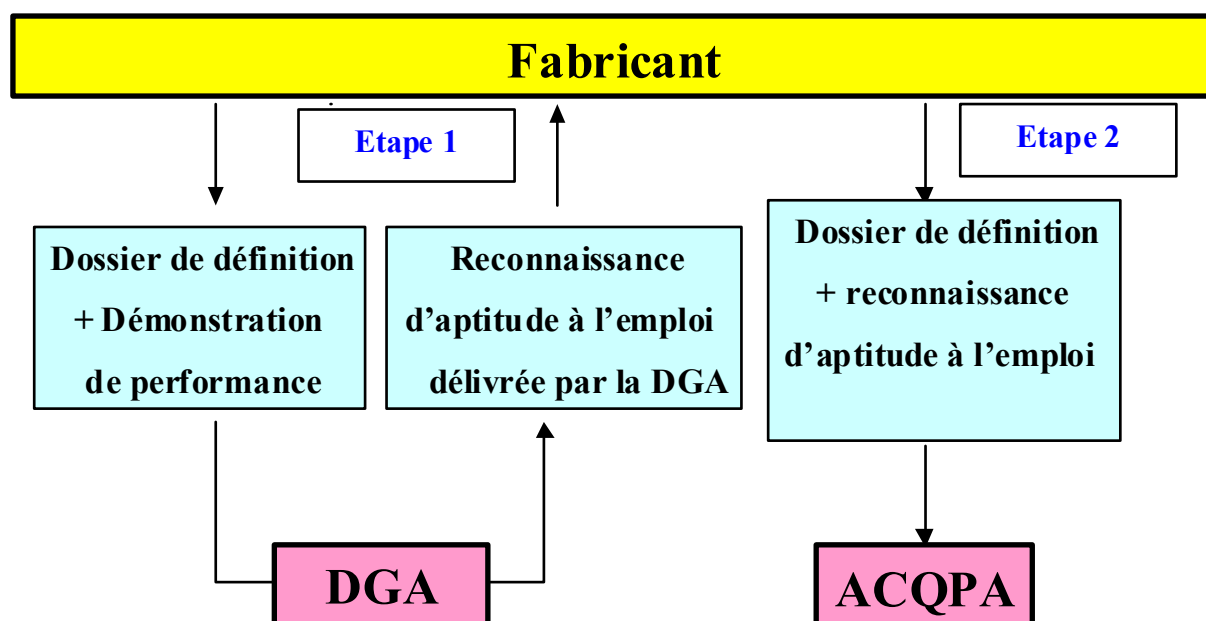 Fabricant
Etape 1
Etape 2
Dossier de définition
+ Démonstration
de performance
Reconnaissance
d’aptitude à l’emploi
délivrée par la DGA
Dossier de définition
+ reconnaissance
d’aptitude à l’emploi
DGA
ACQPA